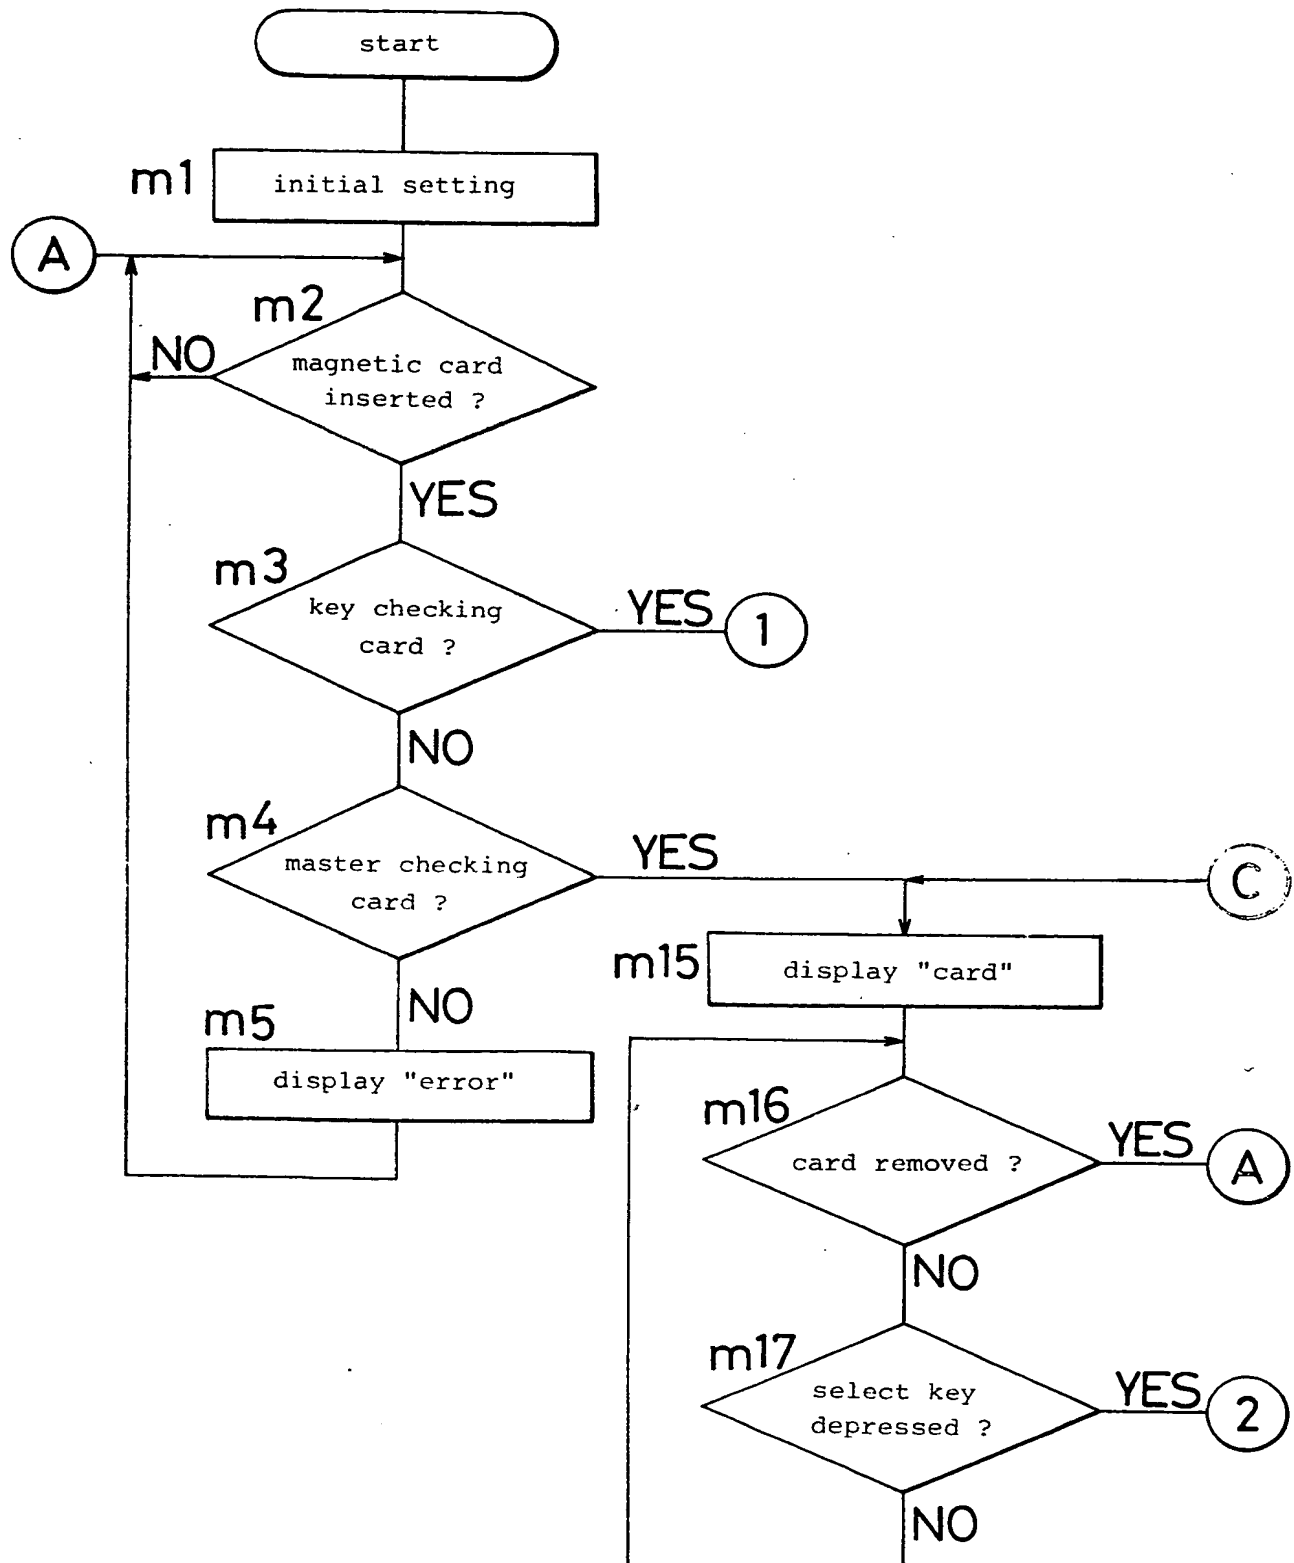 start
m1
initial setting
A
m2
NO
magnetic card
inserted ?
YES
m3
key checking
card ?
YES
1
NO
m4
master checking
card ?
YES
C
NO
m5
display "error"
m15
display "card"
m16
card removed ?
YES
A
NO
m17
select key
depressed ?
YES
2
NO